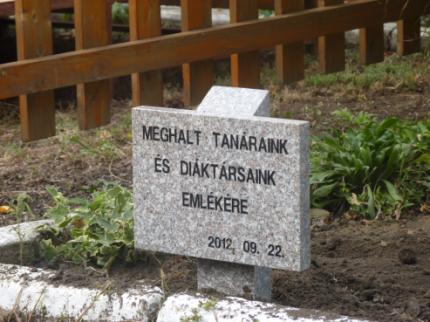 MEGHALT TANÁRAINK
ÉS DIÁKTÁRSAINK
EMLÉKÉRE
2012. 09. 22.